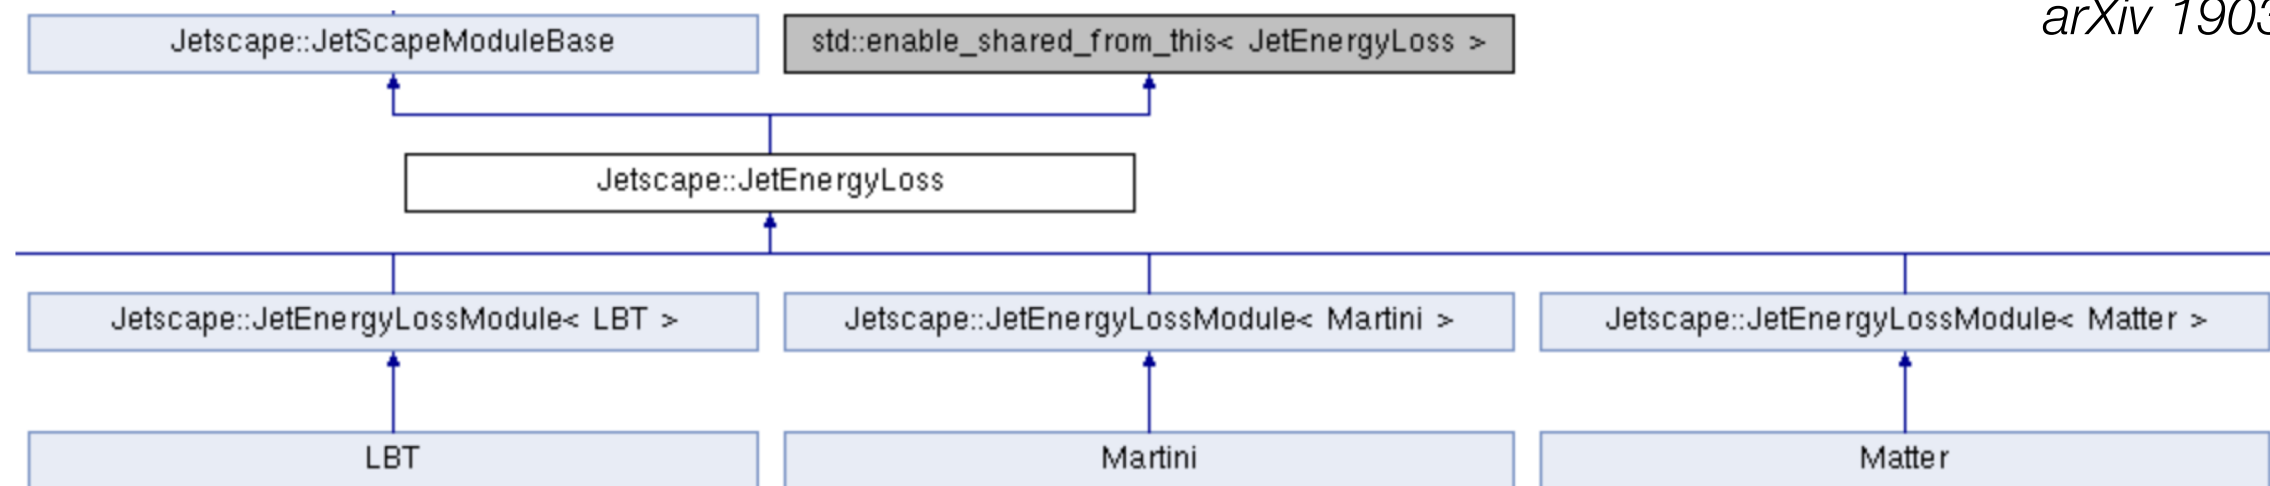 arXiv 1903
Jetscape::JetScapeModuleBase
std::enable_shared_from_this< JetEnergyLoss >
Jetscape::JetEnergyLoss
Jetscape::JetEnergyLossModule< LBT >
Jetscape::JetEnergyLossModule< Martini >
Jetscape::JetEnergyLossModule< Matter >
LBT
Martini
Matter